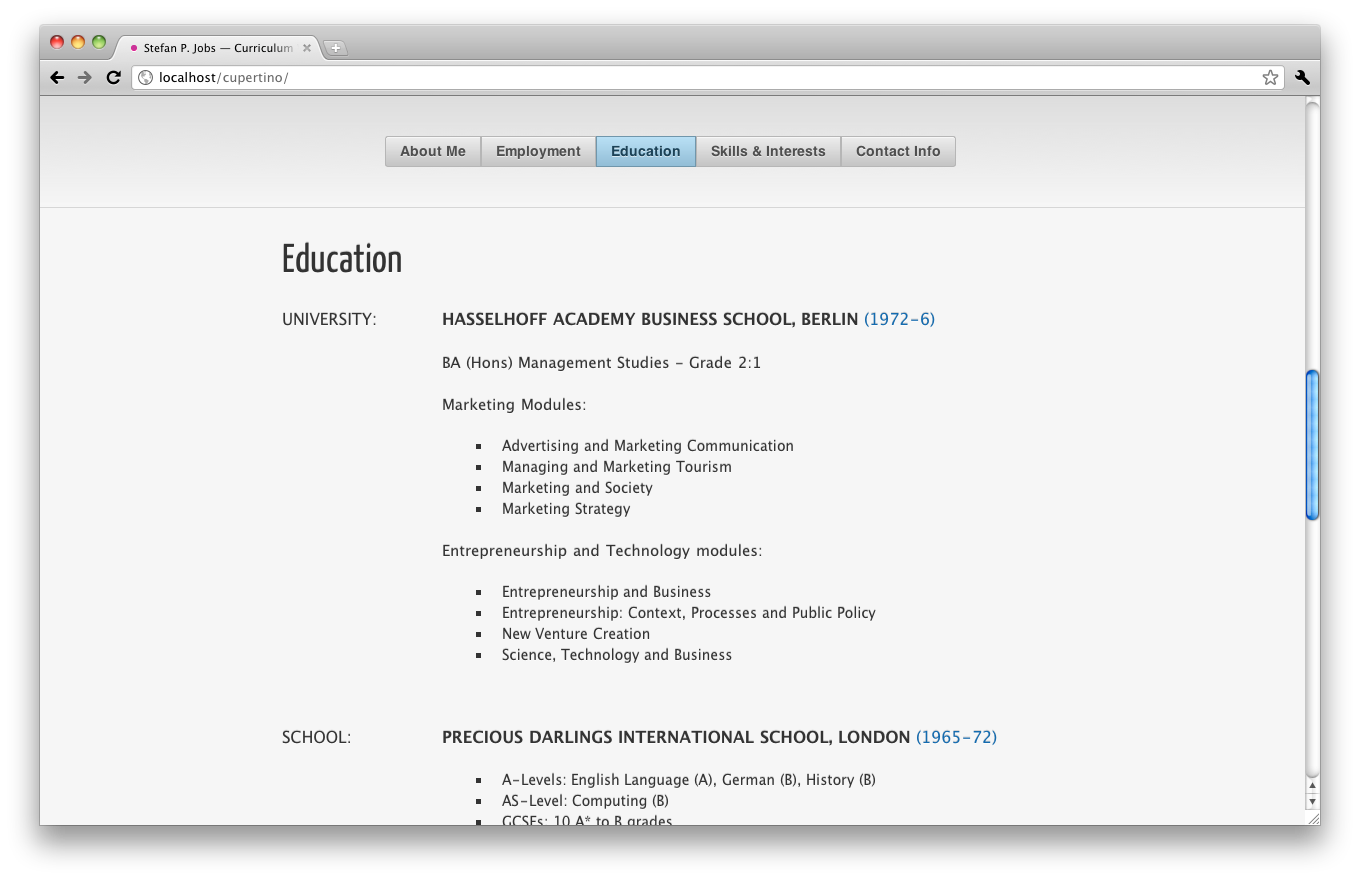 Stefan P. Jobs — Curriculum
localhost/cupertino/
About Me Employment Education Skills & Interests Contact Info
Education
UNIVERSITY: HASSELHOFF ACADEMY BUSINESS SCHOOL, BERLIN (1972-6)
BA (Hons) Management Studies - Grade 2:1
Marketing Modules:
Advertising and Marketing Communication
Managing and Marketing Tourism
Marketing and Society
Marketing Strategy
Entrepreneurship and Technology modules:
Entrepreneurship and Business
Entrepreneurship: Context, Processes and Public Policy
New Venture Creation
Science, Technology and Business
SCHOOL: PRECIOUS DARLINGS INTERNATIONAL SCHOOL, LONDON (1965-72)
A-Levels: English Language (A), German (B), History (B)
AS-Level: Computing (B)
GCSEs: 10 A* to B grades